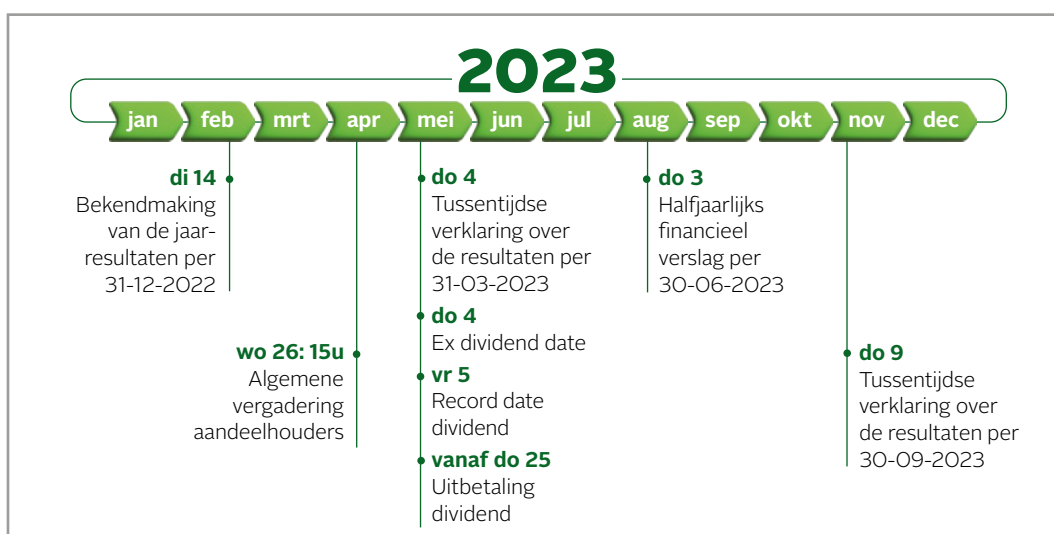 2023
jan feb mrt apr mei jun jul aug sep okt nov dec
di 14
Bekendmaking
van de jaar-
resultaten per
31-12-2022
wo 26: 15u
Algemene
vergadering
aandeelhouders
do 4
Tussentijdse
verklaring over
de resultaten per
31-03-2023
do 4
Ex dividend date
vr 5
Record date
dividend
vanaf do 25
Uitbetaling
dividend
do 3
Halfjaarlijks
financieel
verslag per
30-06-2023
do 9
Tussentijdse
verklaring over
de resultaten per
30-09-2023